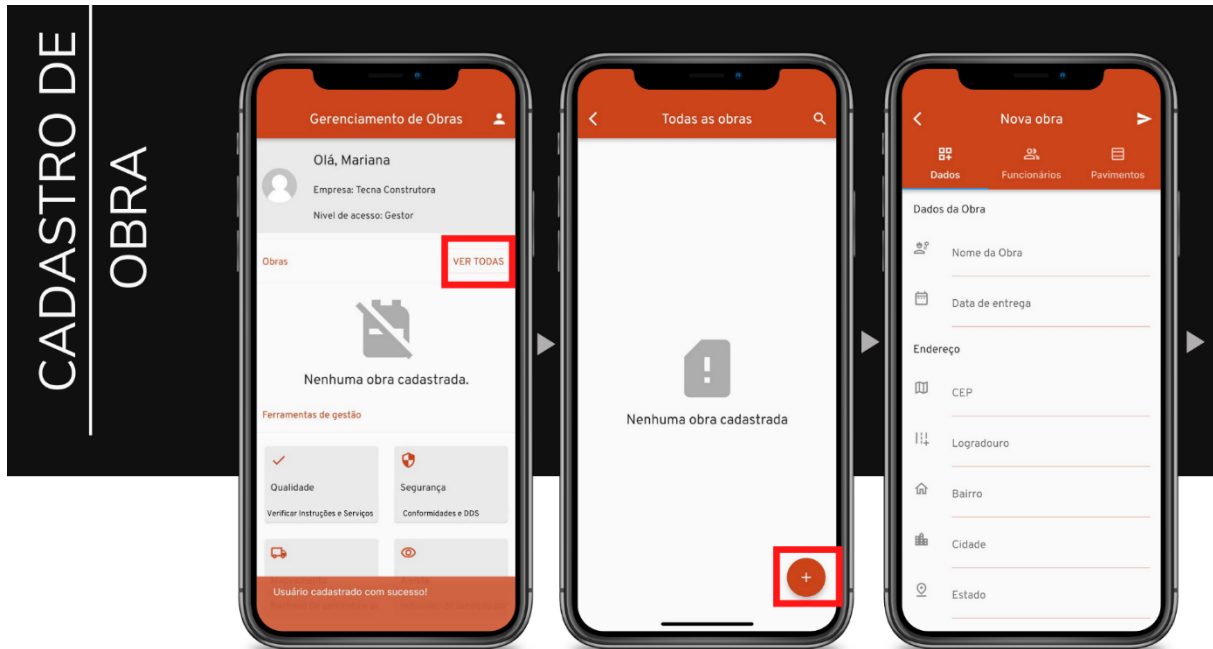 CADASTRO DE
OBRA
Gerenciamento de Obras
Olá, Mariana
Empresa: Tecna Construtora
Nivel de acesso: Gestor
Obras
VER TODAS
Nenhuma obra cadastrada.
Ferramentas de gestão
Qualidade
Verificar Instruções e Serviços
Segurança
Conformidades e DDS
Usuário cadastrado com sucesso!
Todas as obras
Nenhuma obra cadastrada
+
Nova obra
Dados
Funcionários
Pavimentos
Dados da Obra
Nome da Obra
Data de entrega
Endereço
CEP
Logradouro
Bairro
Cidade
Estado